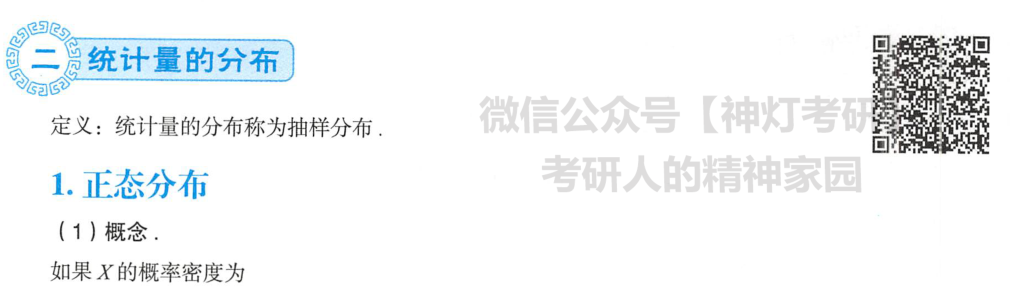 二 统计量的分布
微信公众号【神灯考研
定义：统计量的分布称为抽样分布.
考研人的精神家园
1. 正态分布
（1）概念.
如果 X 的概率密度为